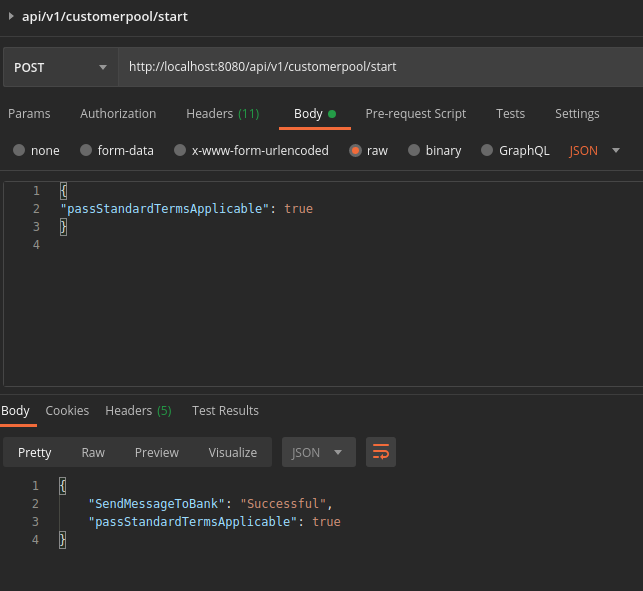 api/v1/customerpool/start
POST http://localhost:8080/api/v1/customerpool/start
Params Authorization Headers (11) Body Pre-request Script Tests Settings
none form-data x-www-form-urlencoded raw binary GraphQL JSON
1 {
2 "passStandardTermsApplicable": true
3 }
4
Body Cookies Headers (5) Test Results
Pretty Raw Preview Visualize JSON
1 {
2 "SendMessageToBank": "Successful",
3 "passStandardTermsApplicable": true
4 }